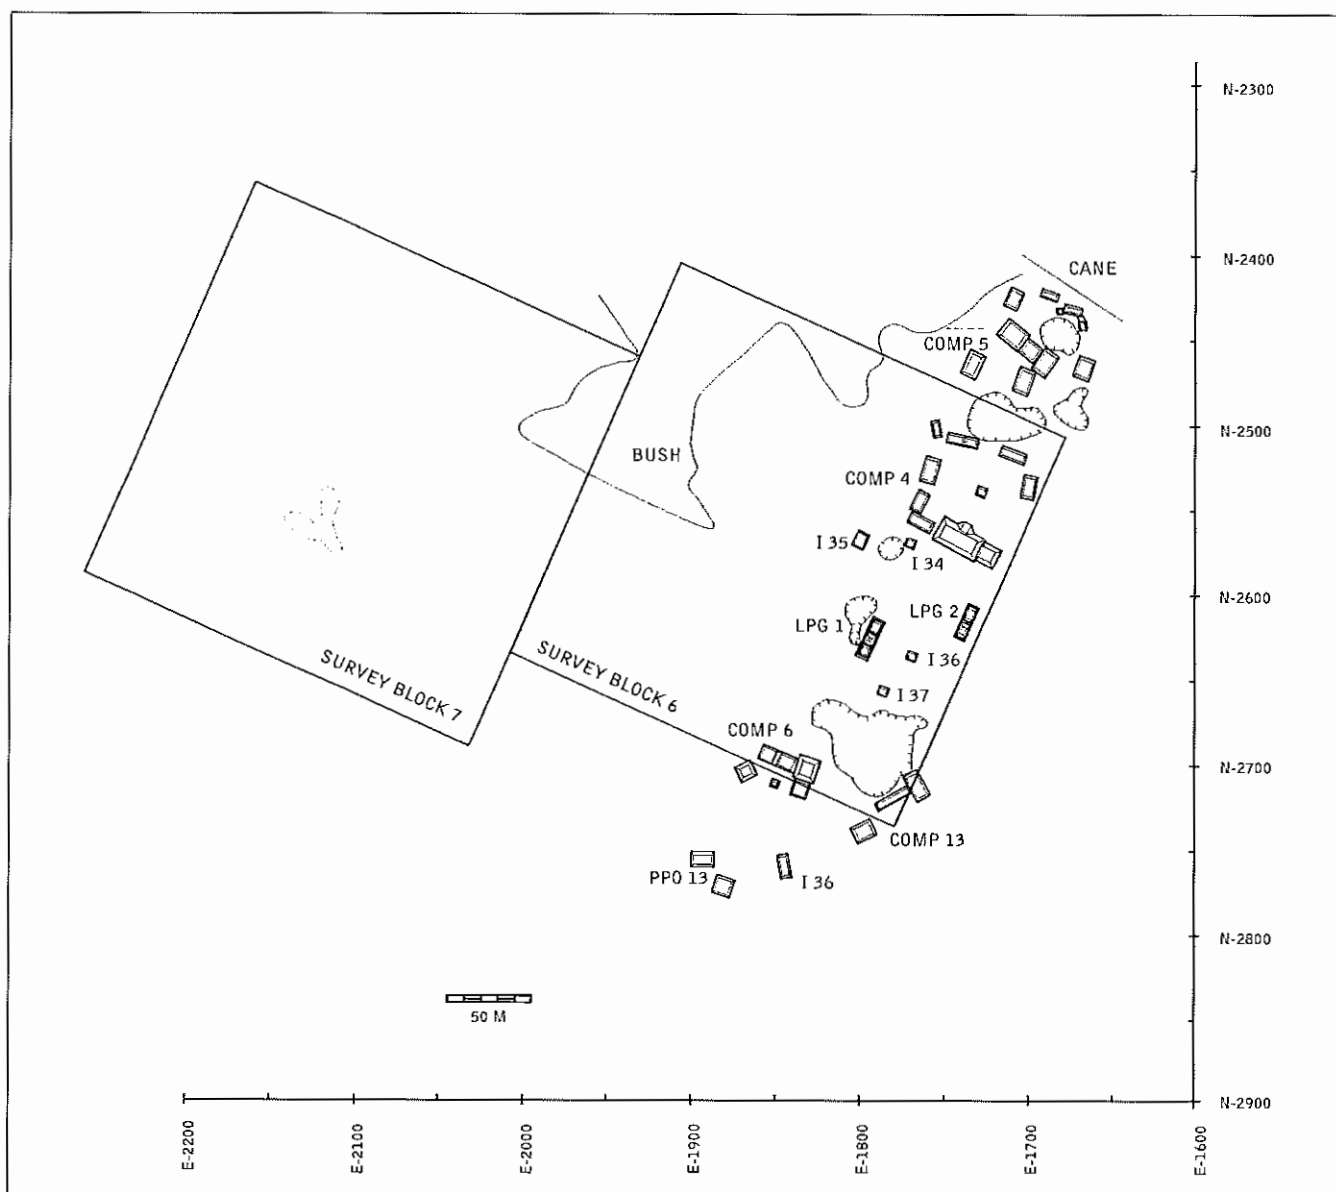 N-2300
N-2400
CANE
COMP 5
N-2500
BUSH
COMP 4
I 35
I 34
N-2600
LPG 2
LPG 1
I 36
SURVEY BLOCK 6
SURVEY BLOCK 7
I 37
COMP 6
N-2700
COMP 13
PPO 13
I 36
N-2800
50 M
N-2900
E-2200
E-2100
E-2000
E-1900
E-1800
E-1700
E-1600